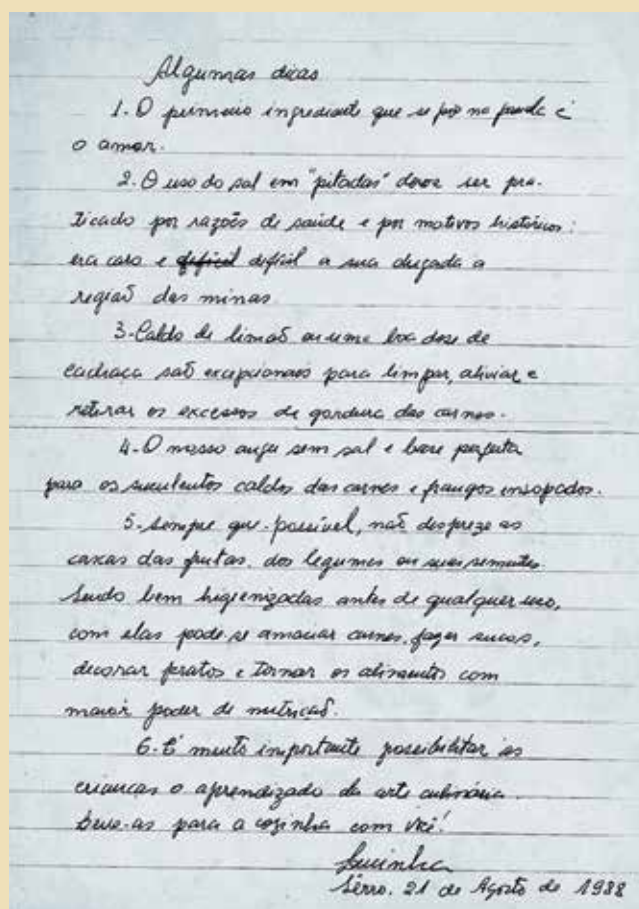 Algumas dicas
1. O primeiro ingrediente que se põe na panela é
o amor.
2. O uso do sal em "pitadas" deve ser pra-
ticado por razões de saúde e por motivos históricos:
era caro e difícil a sua chegada a
região das minas
3. Caldo de limão ou uma boa dose de
cachaça são excepcionais para limpar, aliviar e
retirar os excessos de gordura das carnes.
4. O nosso angu sem sal é base perfeita
para os suculentos caldos das carnes e frangos ensopados.
5. Sempre que possível, não despreze as
cascas das frutas, dos legumes ou suas sementes.
Sendo bem higienizadas antes de qualquer uso,
com elas pode-se amaciar carnes, fazer sucos,
decorar pratos e tornar os alimentos com
maior poder de nutrição.
6. É muito importante possibilitar às
crianças o aprendizado da arte culinária.
Leve-as para a cozinha com você!
Lucinha
Serro, 21 de Agosto de 1988